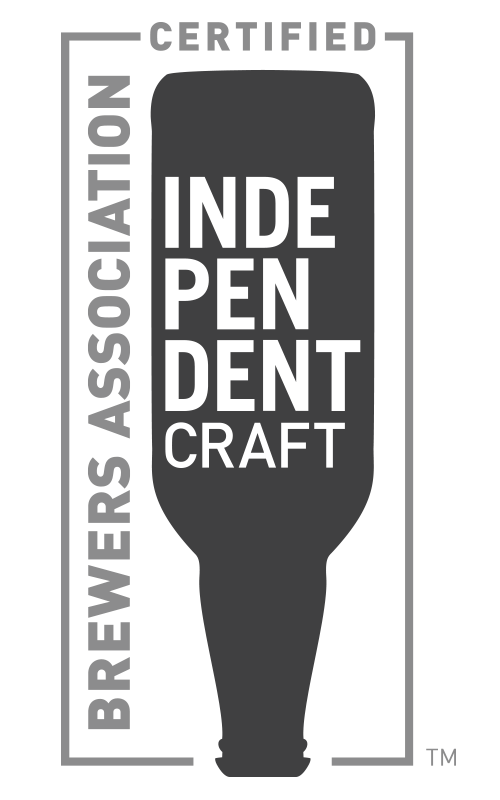 CERTIFIED
BREWERS ASSOCIATION
INDE
PEN
DENT
CRAFT
TM